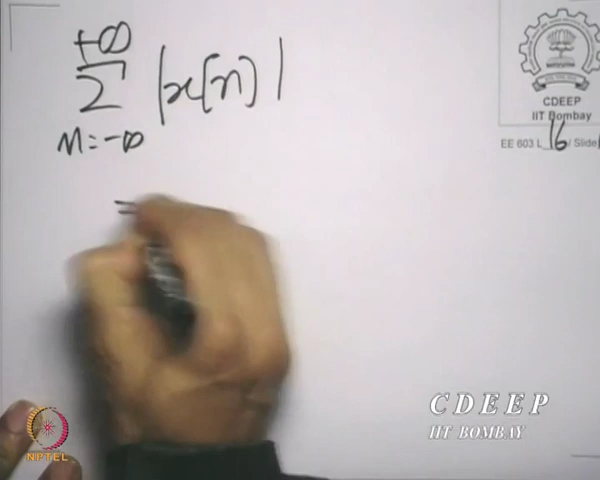 +∞
Σ |x[n]|
n=-∞
=
CDEEP
IIT Bombay
EE 603 L 16 / Slide
CDEEP
IIT BOMBAY
NPTEL